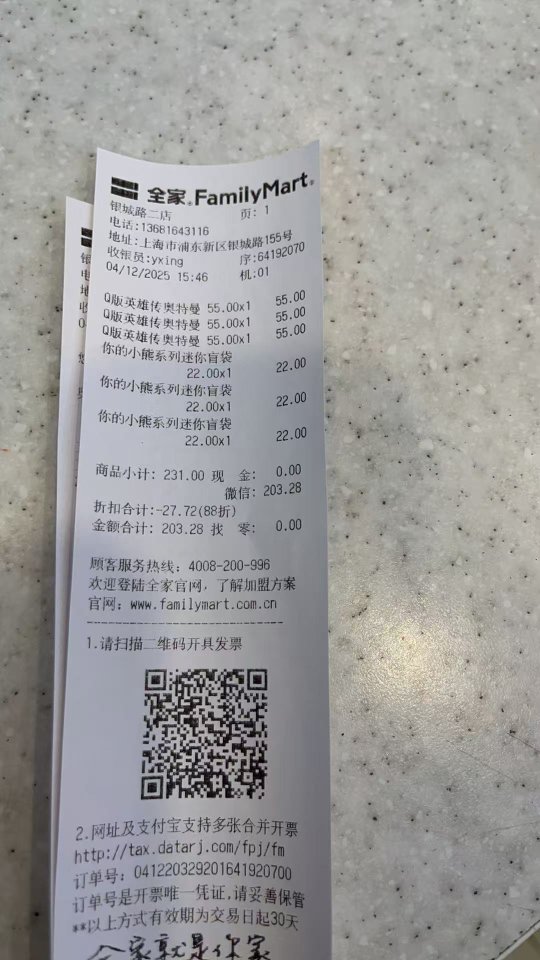 全家 FamilyMart
银城路二店 页: 1
电话:13681643116
地址:上海市浦东新区银城路155号
收银员:yxing 序:64192070
04/12/2025 15:46 机:01
Q版英雄传奥特曼 55.00x1 55.00
Q版英雄传奥特曼 55.00x1 55.00
Q版英雄传奥特曼 55.00x1 55.00
你的小熊系列迷你盲袋
22.00x1 22.00
你的小熊系列迷你盲袋
22.00x1 22.00
你的小熊系列迷你盲袋
22.00x1 22.00
商品小计: 231.00 现 金: 0.00
微信: 203.28
折扣合计:-27.72(88折)
金额合计: 203.28 找 零: 0.00
顾客服务热线: 4008-200-996
欢迎登陆全家官网,了解加盟方案
官网: www.familymart.com.cn
1.请扫描二维码开具发票
2.网址及支付宝支持多张合并开票
http://tax.datarj.com/fpj/fm
订单号: 041220329201641920700
订单号是开票唯一凭证,请妥善保管
**以上方式有效期为交易日起30天
全家就是你家